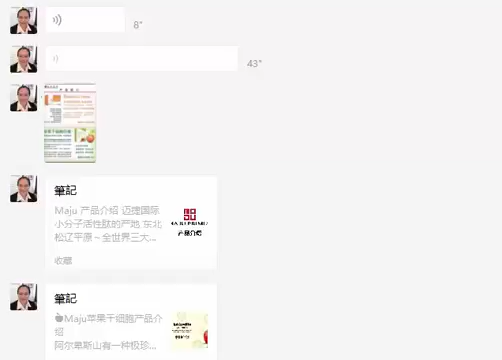 8"
43"
筆記
Maju 产品介绍 迈捷国际
小分子活性肽的产地 东北
松辽平原～全世界三大...
产品介绍
收藏
筆記
🍎Maju苹果干细胞产品介
绍
阿尔卑斯山有一种极珍...